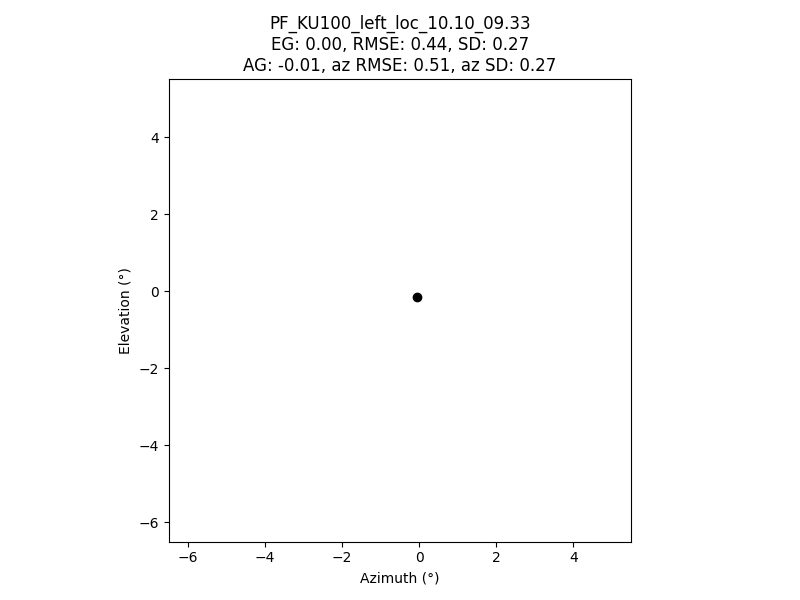 PF_KU100_left_loc_10.10_09.33
EG: 0.00, RMSE: 0.44, SD: 0.27
AG: -0.01, az RMSE: 0.51, az SD: 0.27
4
2
0
−2
−4
−6
Elevation (°)
−6 −4 −2 0 2 4
Azimuth (°)